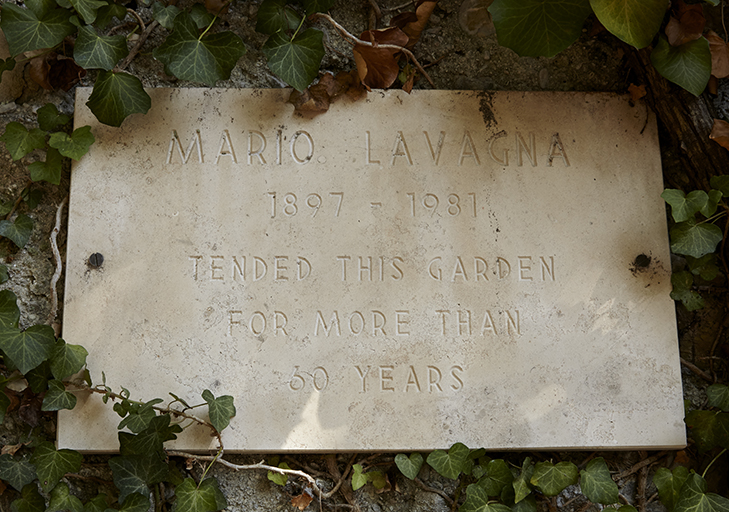 MARIO LAVAGNA
1897 - 1981
TENDED THIS GARDEN
FOR MORE THAN
60 YEARS